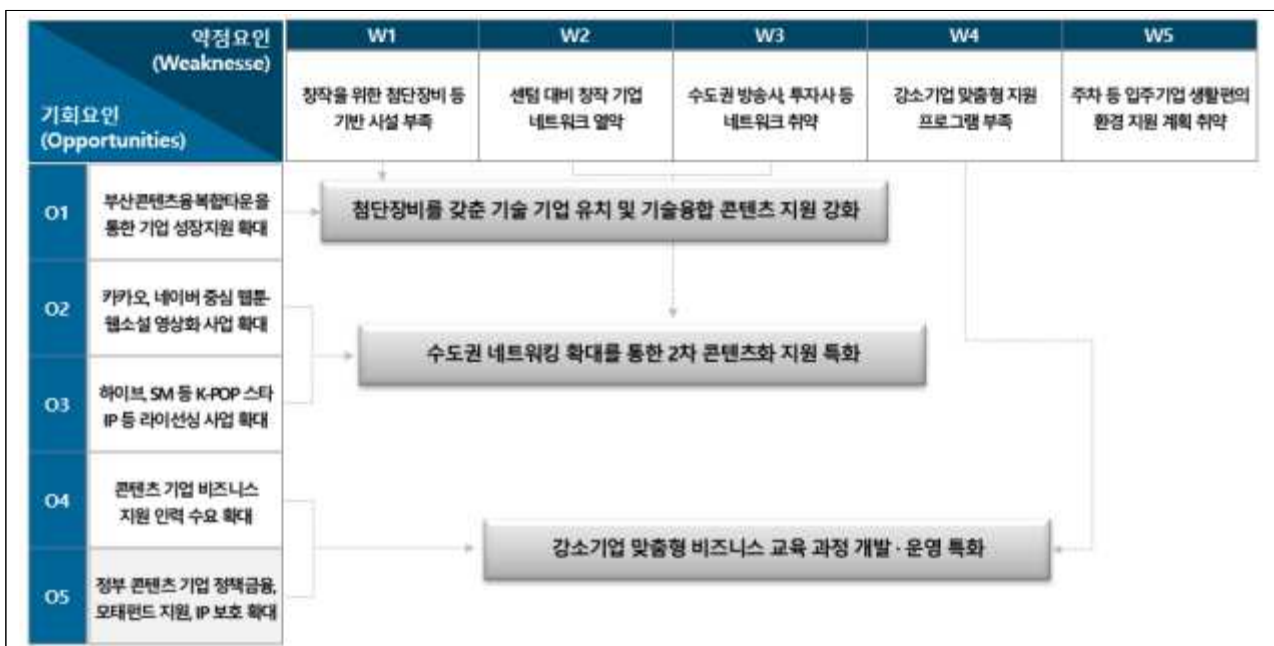 약점요인
(Weaknesse)
기회요인
(Opportunities)
W1
W2
W3
W4
W5
창작을 위한 첨단장비 등
기반 시설 부족
센텀 대비 창작 기업
네트워크 열악
수도권 방송사, 투자사 등
네트워크 취약
강소기업 맞춤형 지원
프로그램 부족
주차 등 입주기업 생활편의
환경 지원 계획 취약
O1
부산콘텐츠융복합타운을
통한 기업 성장지원 확대
첨단장비를 갖춘 기술 기업 유치 및 기술융합 콘텐츠 지원 강화
O2
카카오, 네이버 중심 웹툰·
웹소설 영상화 사업 확대
수도권 네트워킹 확대를 통한 2차 콘텐츠화 지원 특화
O3
하이브, SM 등 K-POP 스타
IP 등 라이선싱 사업 확대
O4
콘텐츠 기업 비즈니스
지원 인력 수요 확대
강소기업 맞춤형 비즈니스 교육 과정 개발·운영 특화
O5
정부 콘텐츠 기업 정책금융,
모태펀드 지원, IP 보호 확대